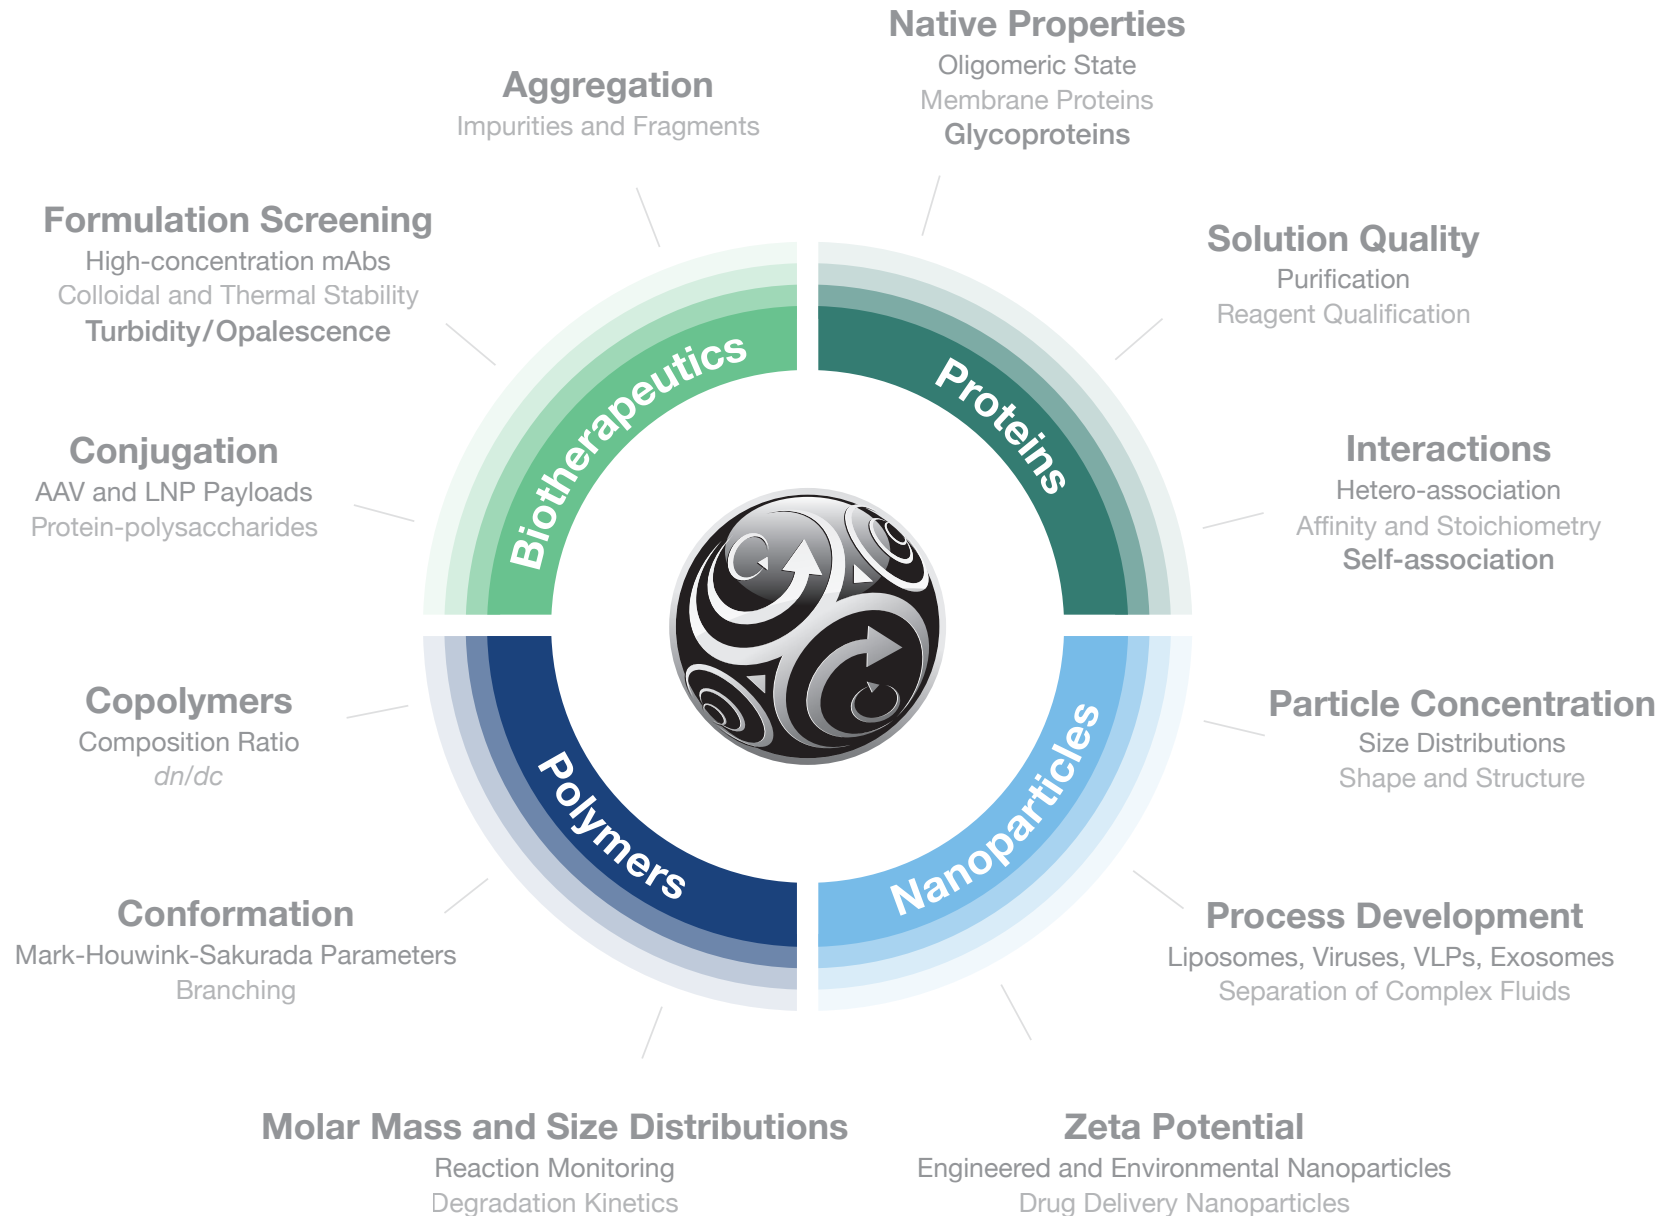 Native Properties
Oligomeric State
Membrane Proteins
Glycoproteins
Aggregation
Impurities and Fragments
Formulation Screening
High-concentration mAbs
Colloidal and Thermal Stability
Turbidity/Opalescence
Solution Quality
Purification
Reagent Qualification
Biotherapeutics
Proteins
Conjugation
AAV and LNP Payloads
Protein-polysaccharides
Interactions
Hetero-association
Affinity and Stoichiometry
Self-association
Copolymers
Composition Ratio
dn/dc
Particle Concentration
Size Distributions
Shape and Structure
Polymers
Nanoparticles
Conformation
Mark-Houwink-Sakurada Parameters
Branching
Process Development
Liposomes, Viruses, VLPs, Exosomes
Separation of Complex Fluids
Molar Mass and Size Distributions
Reaction Monitoring
Degradation Kinetics
Zeta Potential
Engineered and Environmental Nanoparticles
Drug Delivery Nanoparticles